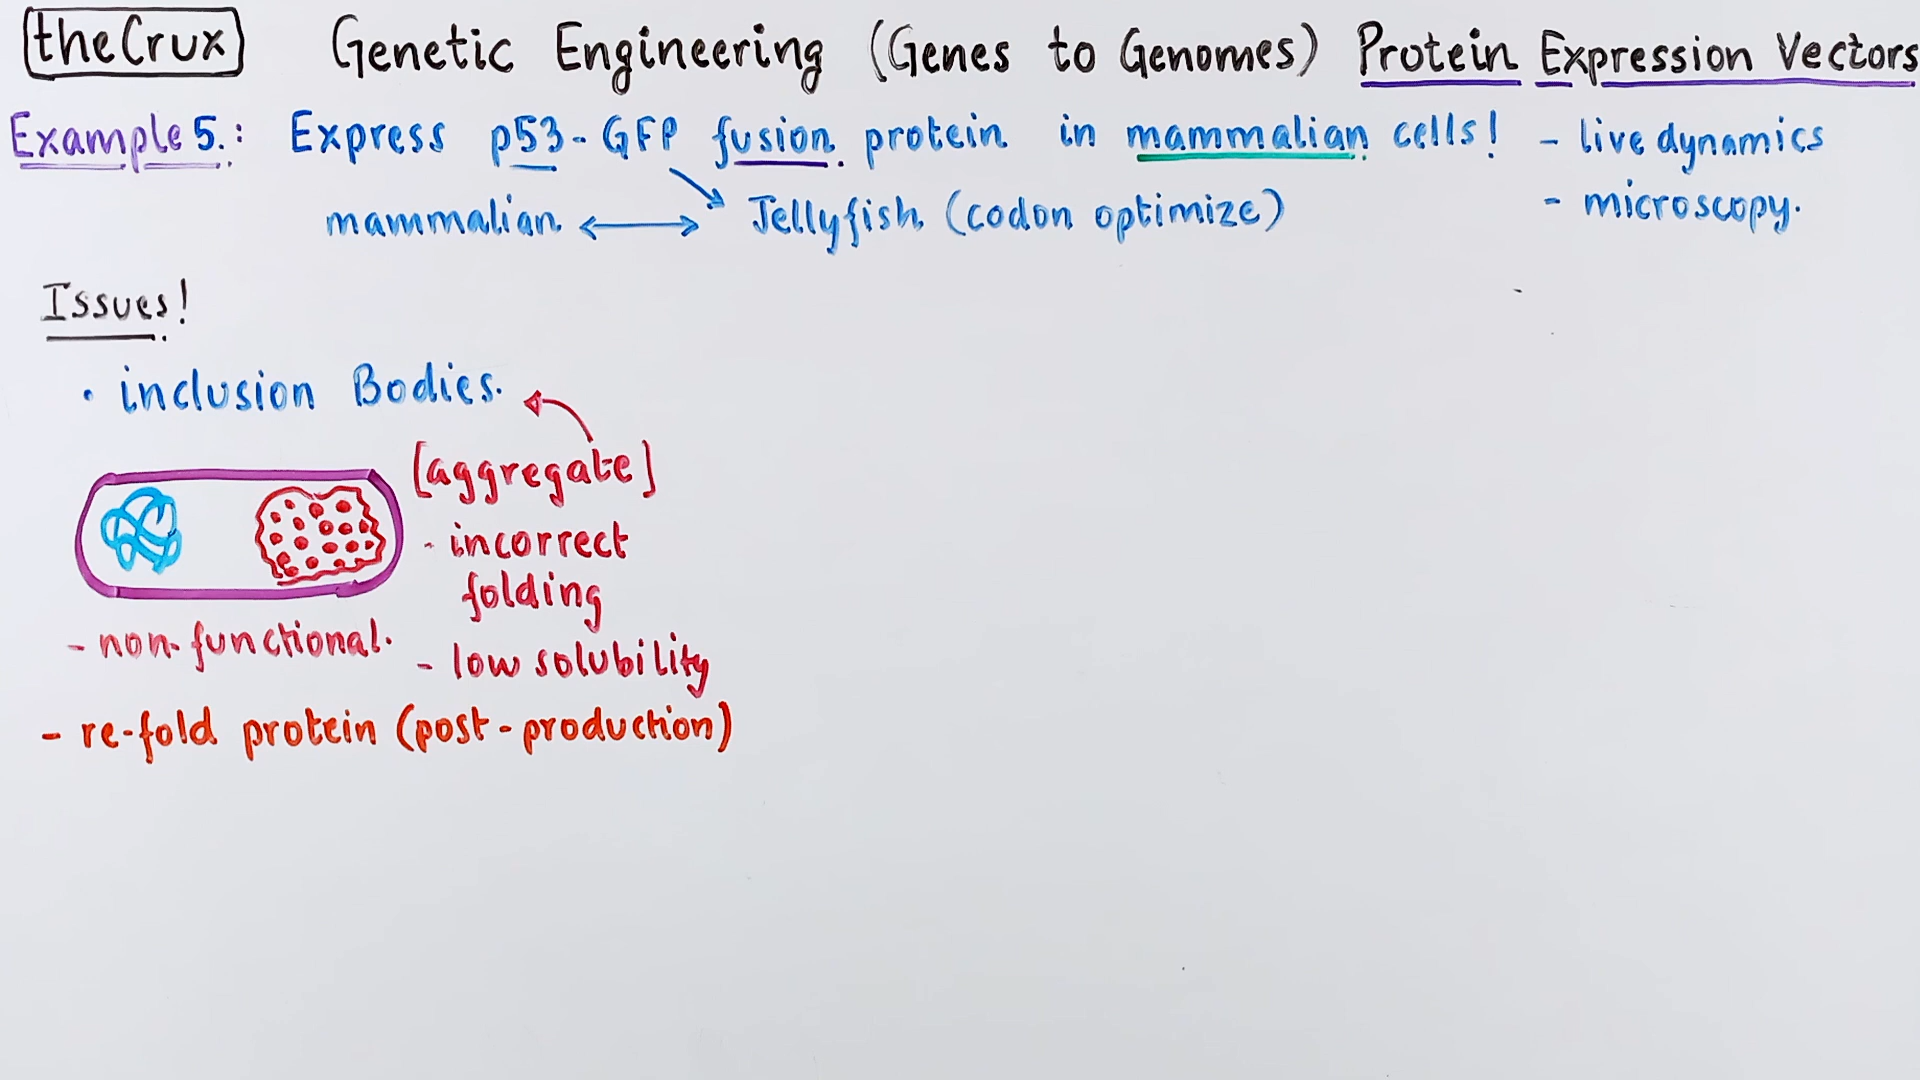 theCrux Genetic Engineering (Genes to Genomes) Protein Expression Vectors
Example 5.: Express p53-GFP fusion protein in mammalian cells! - live dynamics
mammalian Jellyfish (codon optimize) - microscopy.
Issues!
• inclusion Bodies.
[aggregate]
- incorrect
folding
- non-functional.
- low solubility
- re-fold protein (post-production)